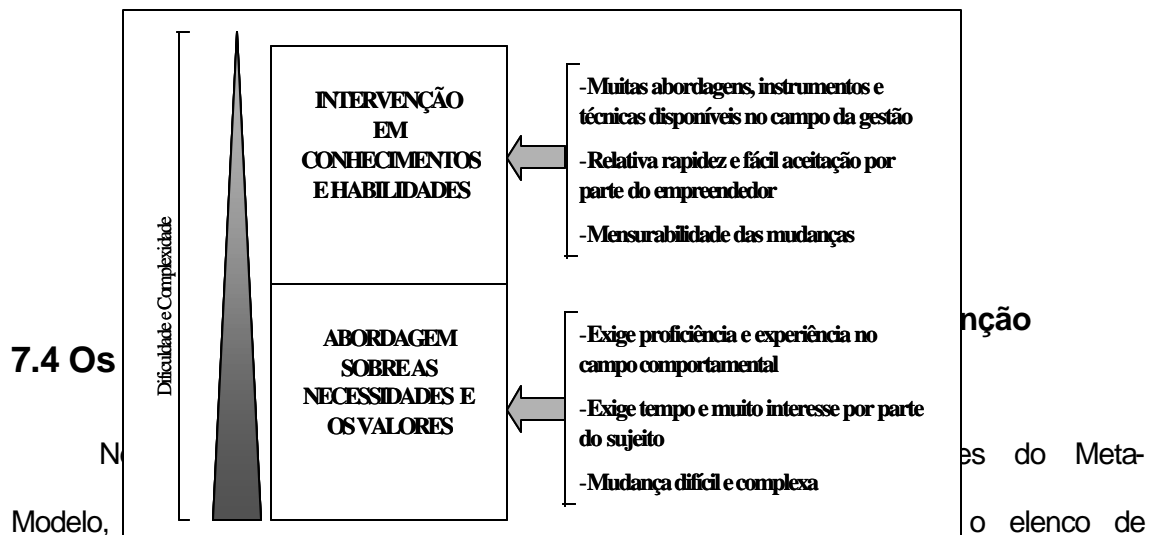 Dificuldade e Complexidade
INTERVENÇÃO
EM
CONHECIMENTOS
E HABILIDADES
-Muitas abordagens, instrumentos e
técnicas disponíveis no campo da gestão
-Relativa rapidez e fácil aceitação por
parte do empreendedor
-Mensurabilidade das mudanças
ABORDAGEM
SOBRE AS
NECESSIDADES E
OS VALORES
-Exige proficiência e experiência no
campo comportamental
-Exige tempo e muito interesse por parte
do sujeito
-Mudança difícil e complexa
7.4 Os nção
do Meta-
Modelo, o elenco de